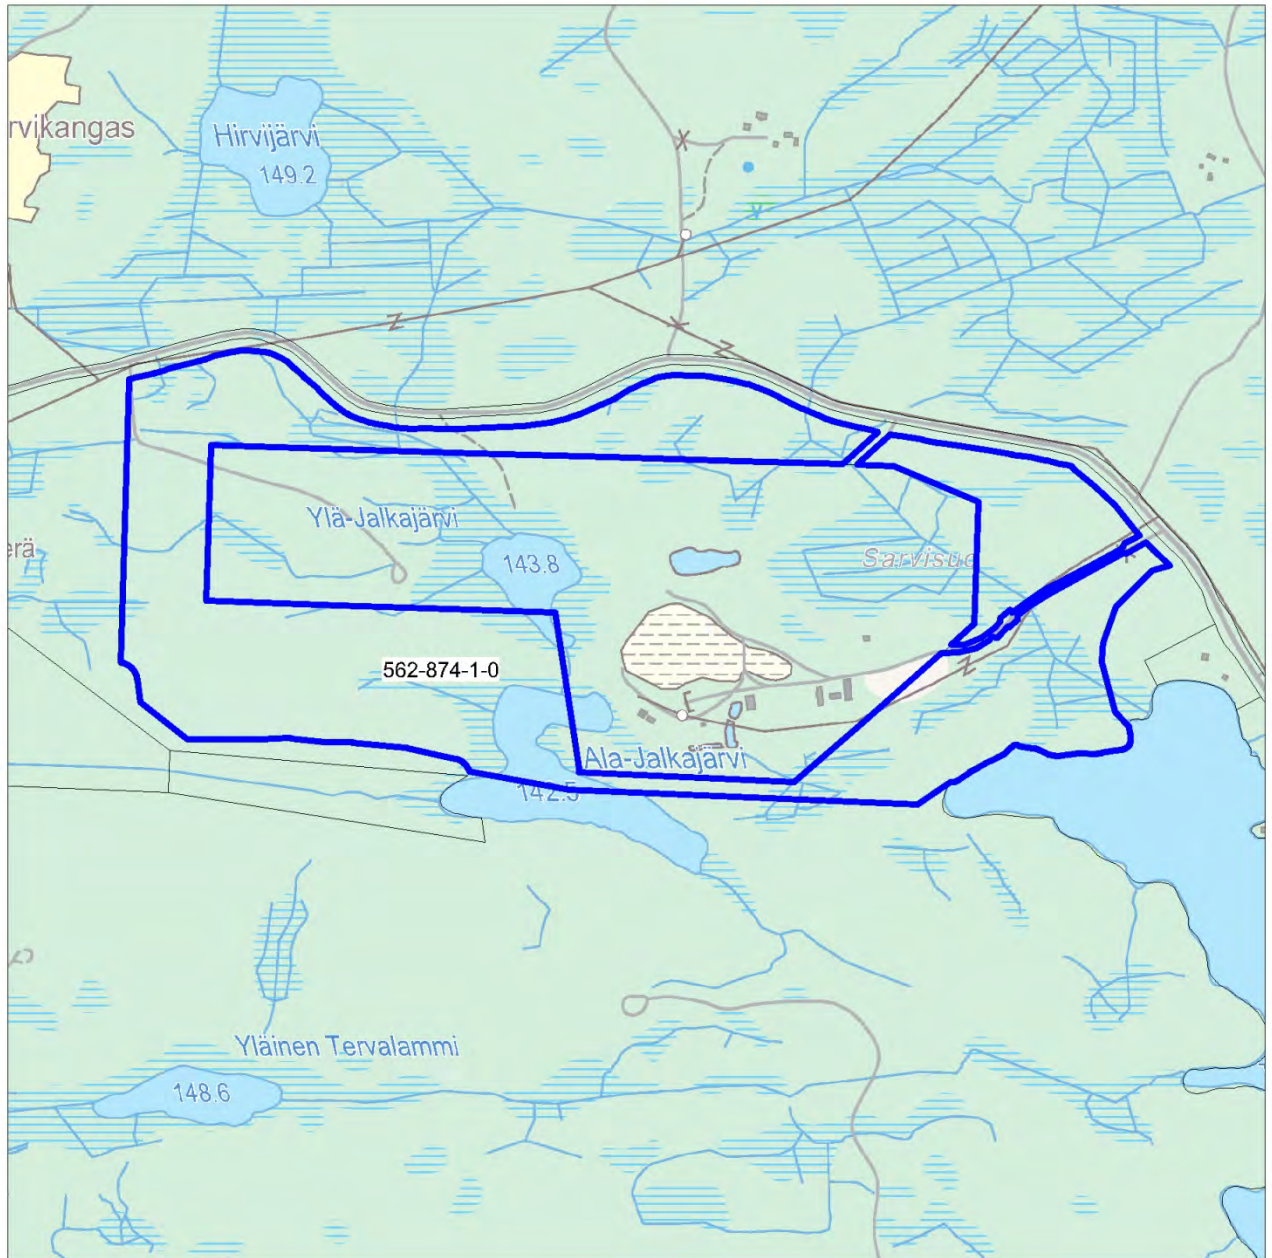 rvikangas
Hirvijärvi
149.2
Ylä-Jalkajärvi
erä
143.8
Sarvisuo
562-874-1-0
Ala-Jalkajärvi
142.5
Yläinen Tervalammi
148.6